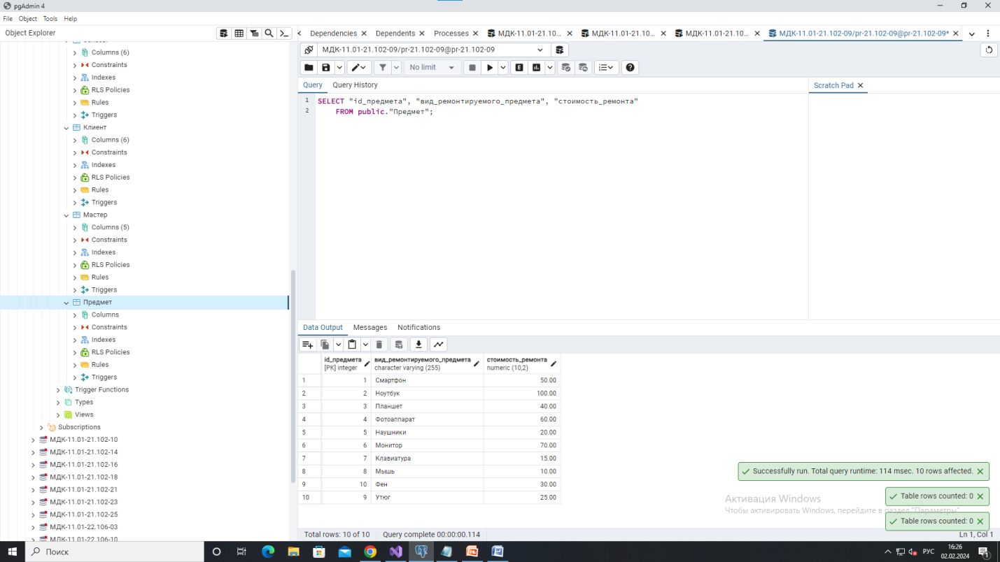 pgAdmin 4
File Object Tools Help
Object Explorer
Dependencies Dependents Processes МДК-11.01-21.10... МДК-11.01-21.10... МДК-11.01-21.10... МДК-11.01-21.102-09/pr-21.102-09@pr-21.102-09*
МДК-11.01-21.102-09/pr-21.102-09@pr-21.102-09
No limit
Query Query History
Scratch Pad
1 SELECT "id_предмета", "вид_ремонтируемого_предмета", "стоимость_ремонта"
2 FROM public."Предмет";
Columns (6)
Constraints
Indexes
RLS Policies
Rules
Triggers
Клиент
Columns (6)
Constraints
Indexes
RLS Policies
Rules
Triggers
Мастер
Columns (5)
Constraints
Indexes
RLS Policies
Rules
Triggers
Предмет
Columns
Constraints
Indexes
RLS Policies
Rules
Triggers
Trigger Functions
Types
Views
Subscriptions
МДК-11.01-21.102-10
МДК-11.01-21.102-14
МДК-11.01-21.102-16
МДК-11.01-21.102-18
МДК-11.01-21.102-21
МДК-11.01-21.102-23
МДК-11.01-21.102-25
МДК-11.01-22.106-03
МДК-11.01-22.106-10
Data Output Messages Notifications
id_предмета вид_ремонтируемого_предмета стоимость_ремонта
[PK] integer character varying (255) numeric (10,2)
1 1 Смартфон 50.00
2 2 Ноутбук 100.00
3 3 Планшет 40.00
4 4 Фотоаппарат 60.00
5 5 Наушники 20.00
6 6 Монитор 70.00
7 7 Клавиатура 15.00
8 8 Мышь 10.00
9 10 Фен 30.00
10 9 Утюг 25.00
Successfully run. Total query runtime: 114 msec. 10 rows affected.
Table rows counted: 0
Table rows counted: 0
Активация Windows
Чтобы активировать Windows, перейдите в раздел "Параметры".
Total rows: 10 of 10 Query complete 00:00:00.114 Ln 1, Col 1
Поиск
РУС
16:26
02.02.2024
1